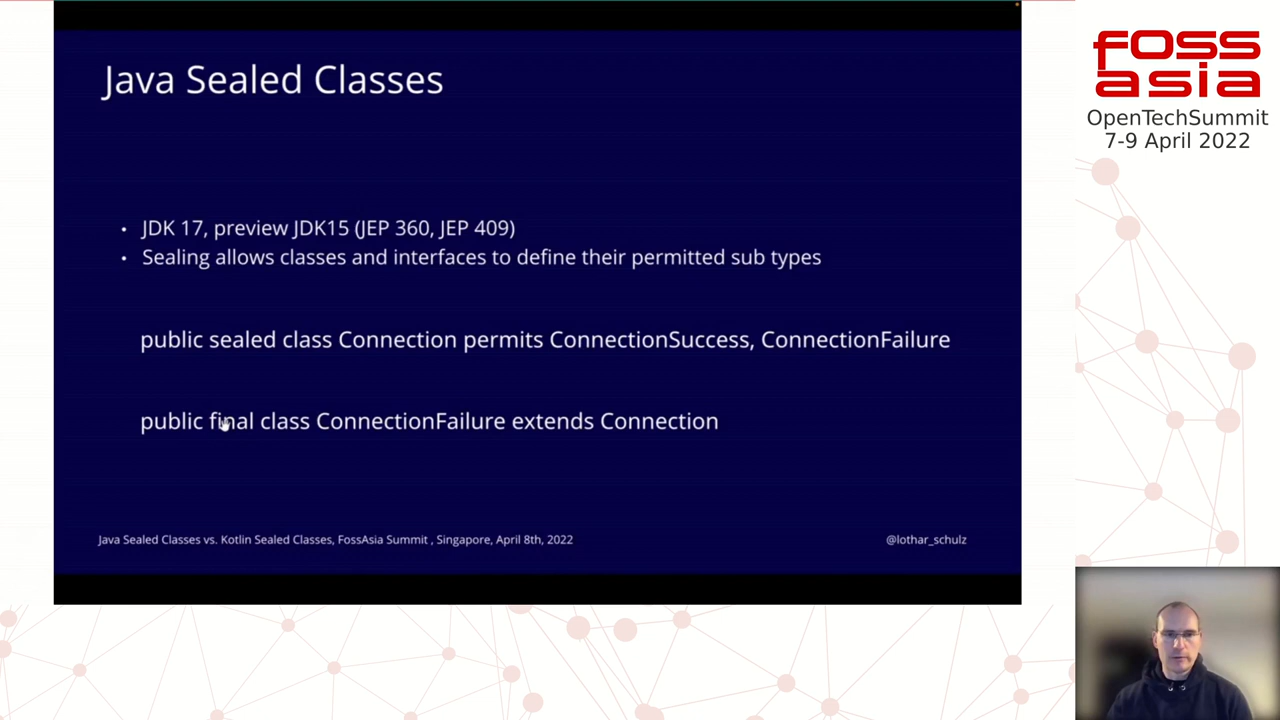 Java Sealed Classes
• JDK 17, preview JDK15 (JEP 360, JEP 409)
• Sealing allows classes and interfaces to define their permitted sub types
public sealed class Connection permits ConnectionSuccess, ConnectionFailure
public final class ConnectionFailure extends Connection
Java Sealed Classes vs. Kotlin Sealed Classes, FossAsia Summit , Singapore, April 8th, 2022
@lothar_schulz
foss
asia
OpenTechSummit
7-9 April 2022